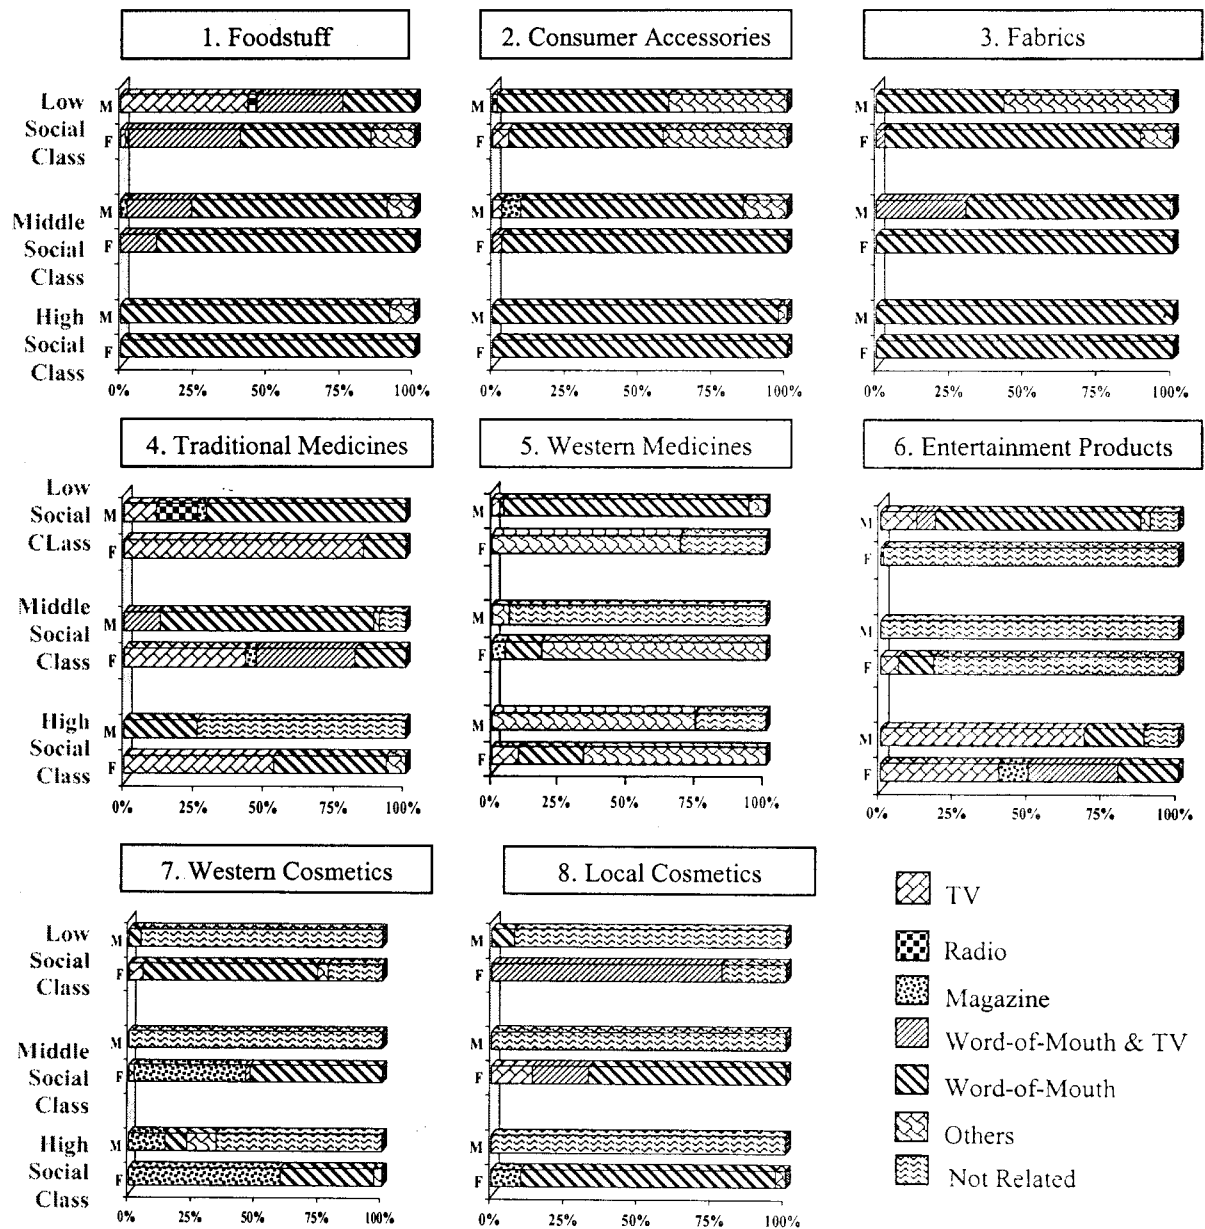 1. Foodstuff
2. Consumer Accessories
3. Fabrics
Low
Social
Class
M
F
Middle
Social
Class
M
F
High
Social
Class
M
F
0% 25% 50% 75% 100%
M
F
M
F
M
F
0% 25% 50% 75% 100%
M
F
M
F
M
F
0% 25% 50% 75% 100%
4. Traditional Medicines
5. Western Medicines
6. Entertainment Products
Low
Social
CLass
M
F
Middle
Social
Class
M
F
High
Social
Class
M
F
0% 25% 50% 75% 100%
M
F
M
F
M
F
0% 25% 50% 75% 100%
M
F
M
F
M
F
0% 25% 50% 75% 100%
7. Western Cosmetics
8. Local Cosmetics
Low
Social
Class
M
F
Middle
Social
Class
M
F
High
Social
Class
M
F
0% 25% 50% 75% 100%
M
F
M
F
M
F
0% 25% 50% 75% 100%
TV
Radio
Magazine
Word-of-Mouth & TV
Word-of-Mouth
Others
Not Related